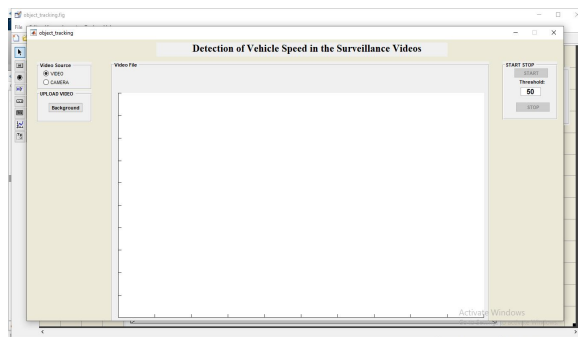 object_tracking.fig
File
object_tracking
Detection of Vehicle Speed in the Surveillance Videos
Video Source
VIDEO
CAMERA
UPLOAD VIDEO
Background
Video File
START STOP
START
Threshold:
50
STOP
Activate Windows